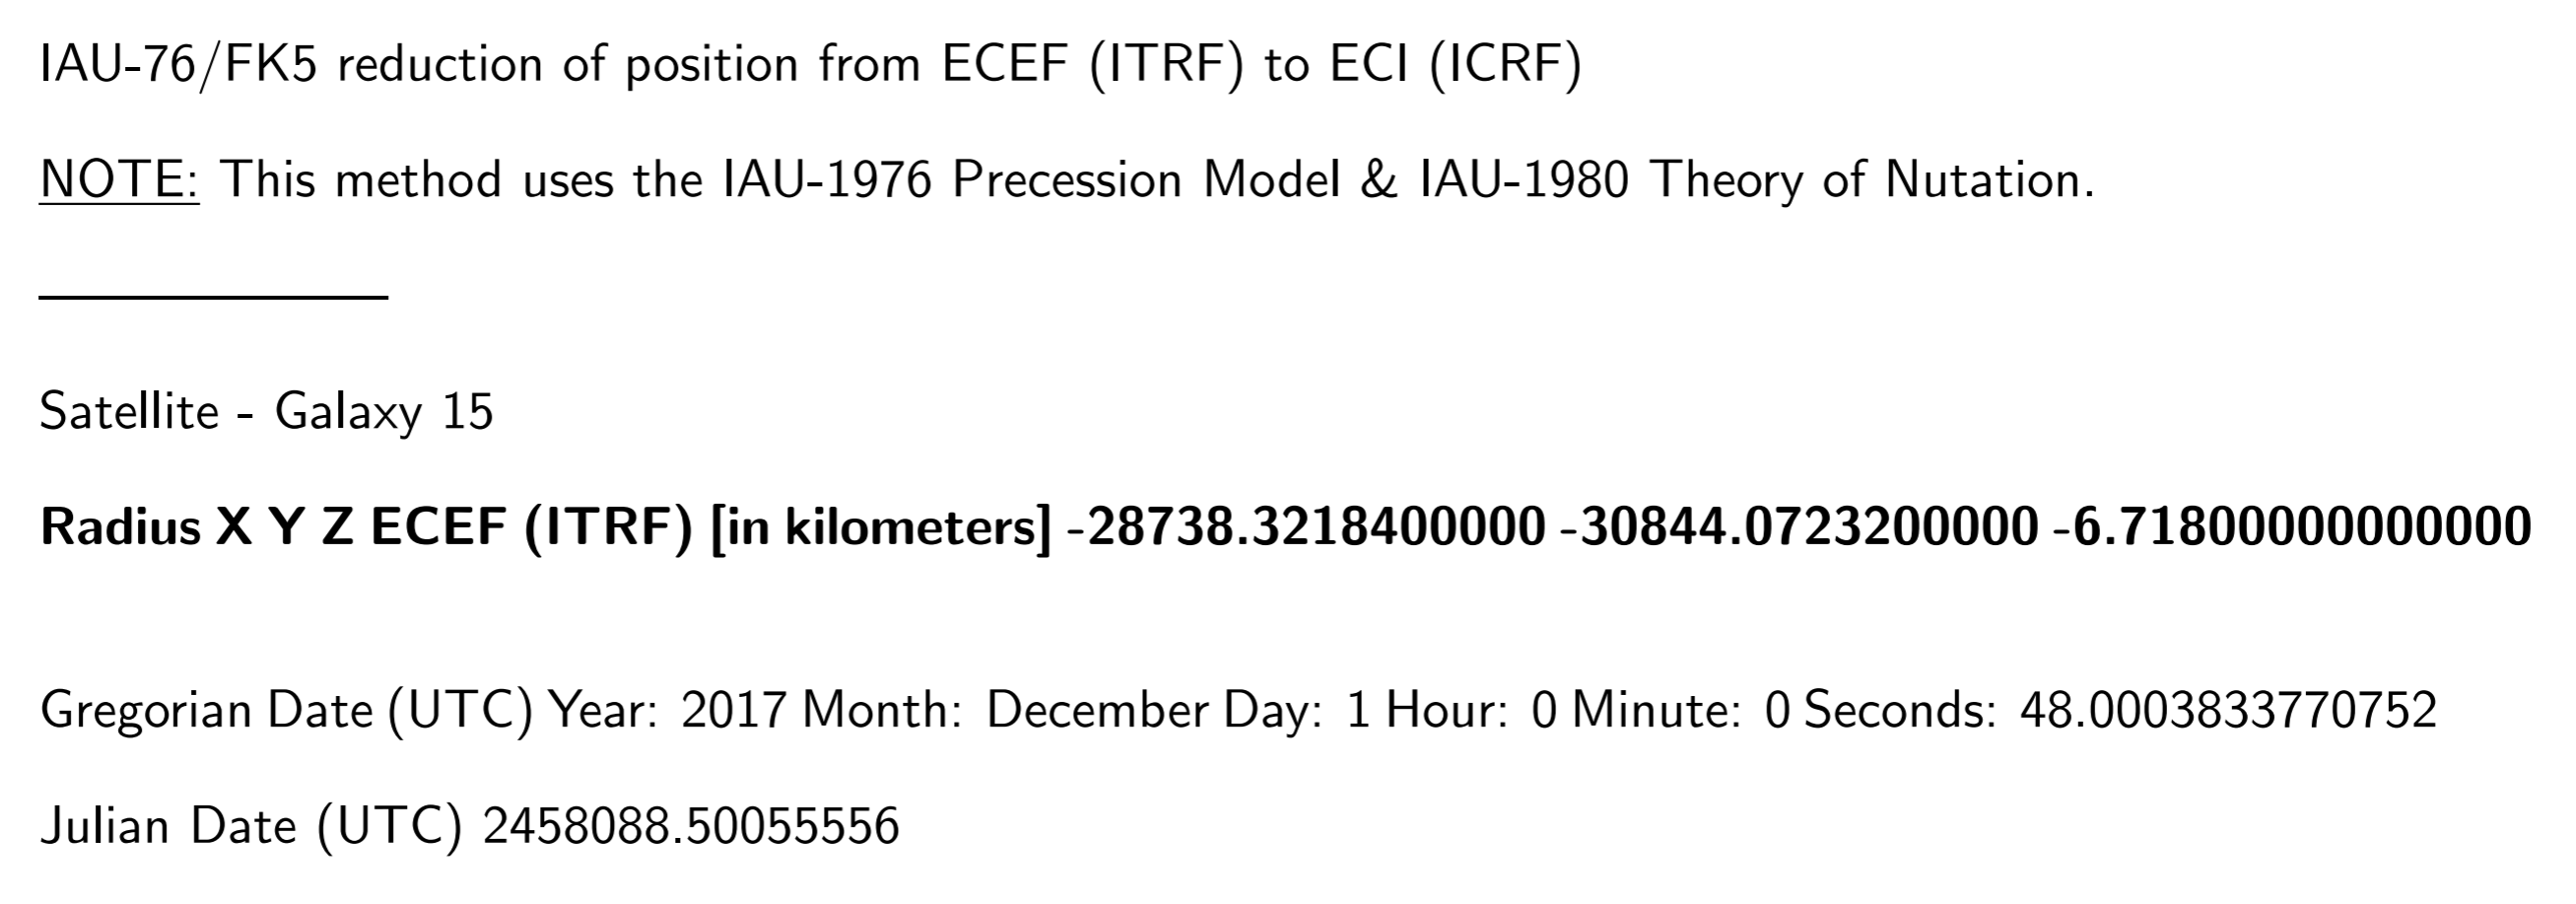 IAU-76/FK5 reduction of position from ECEF (ITRF) to ECI (ICRF)
NOTE: This method uses the IAU-1976 Precession Model & IAU-1980 Theory of Nutation.
Satellite - Galaxy 15
Radius X Y Z ECEF (ITRF) [in kilometers] -28738.3218400000 -30844.0723200000 -6.71800000000000
Gregorian Date (UTC) Year: 2017 Month: December Day: 1 Hour: 0 Minute: 0 Seconds: 48.0003833770752
Julian Date (UTC) 2458088.50055556